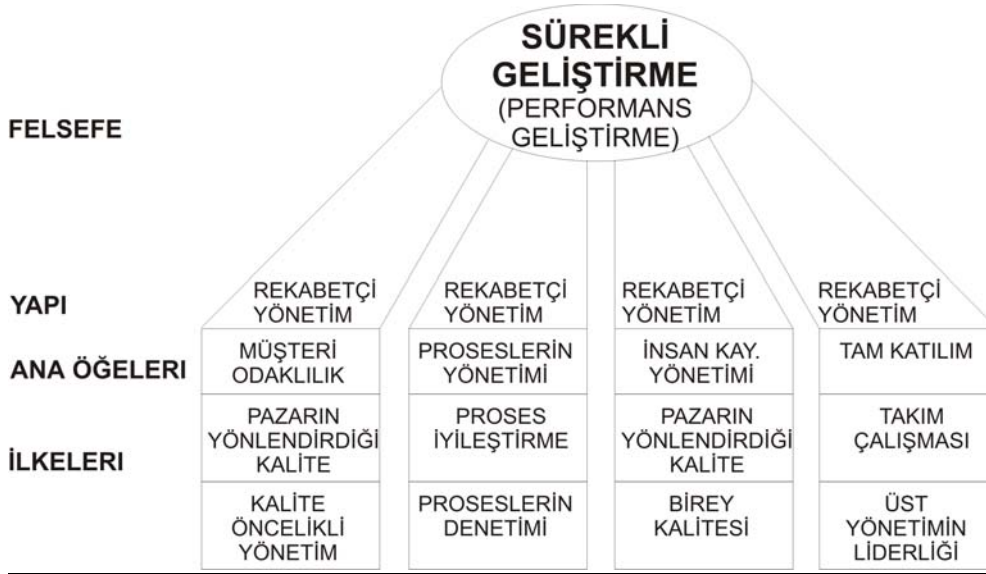 SÜREKLİ
GELİŞTİRME
(PERFORMANS
GELİŞTİRME)
FELSEFE
YAPI
REKABETÇİ
YÖNETİM
REKABETÇİ
YÖNETİM
REKABETÇİ
YÖNETİM
REKABETÇİ
YÖNETİM
ANA ÖĞELERI
MÜŞTERİ
ODAKLILIK
PROSESLERİN
YÖNETİMİ
İNSAN KAY.
YÖNETİMİ
TAM KATILIM
İLKELERI
PAZARIN
YÖNLENDİRDİĞİ
KALİTE
PROSES
İYİLEŞTİRME
PAZARIN
YÖNLENDİRDİĞİ
KALİTE
TAKIM
ÇALIŞMASI
KALİTE
ÖNCELİKLİ
YÖNETİM
PROSESLERİN
DENETİMİ
BİREY
KALİTESİ
ÜST
YÖNETİMİN
LİDERLİĞİ